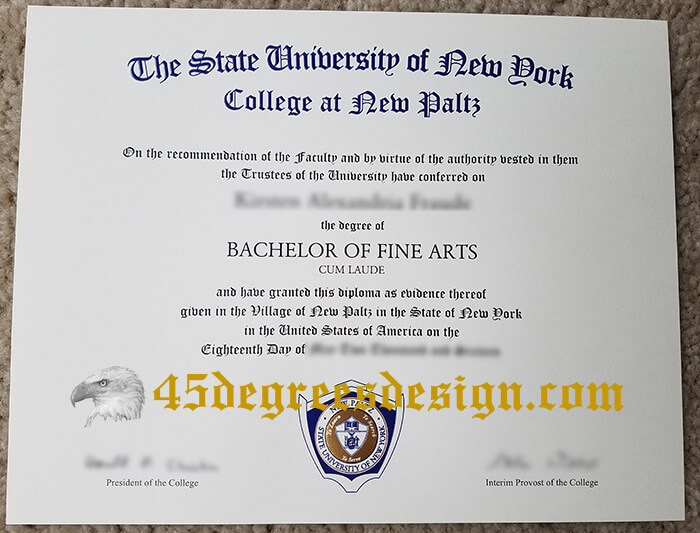 The State University of New York
College at New Paltz
On the recommendation of the Faculty and by virtue of the authority vested in them
the Trustees of the University have conferred on
the degree of
BACHELOR OF FINE ARTS
CUM LAUDE
and have granted this diploma as evidence thereof
given in the Village of New Paltz in the State of New York
in the United States of America on the
Eighteenth Day of
45degreesdesign.com
NEW PALTZ
STATE UNIVERSITY OF NEW YORK
To Serve
President of the College
Interim Provost of the College